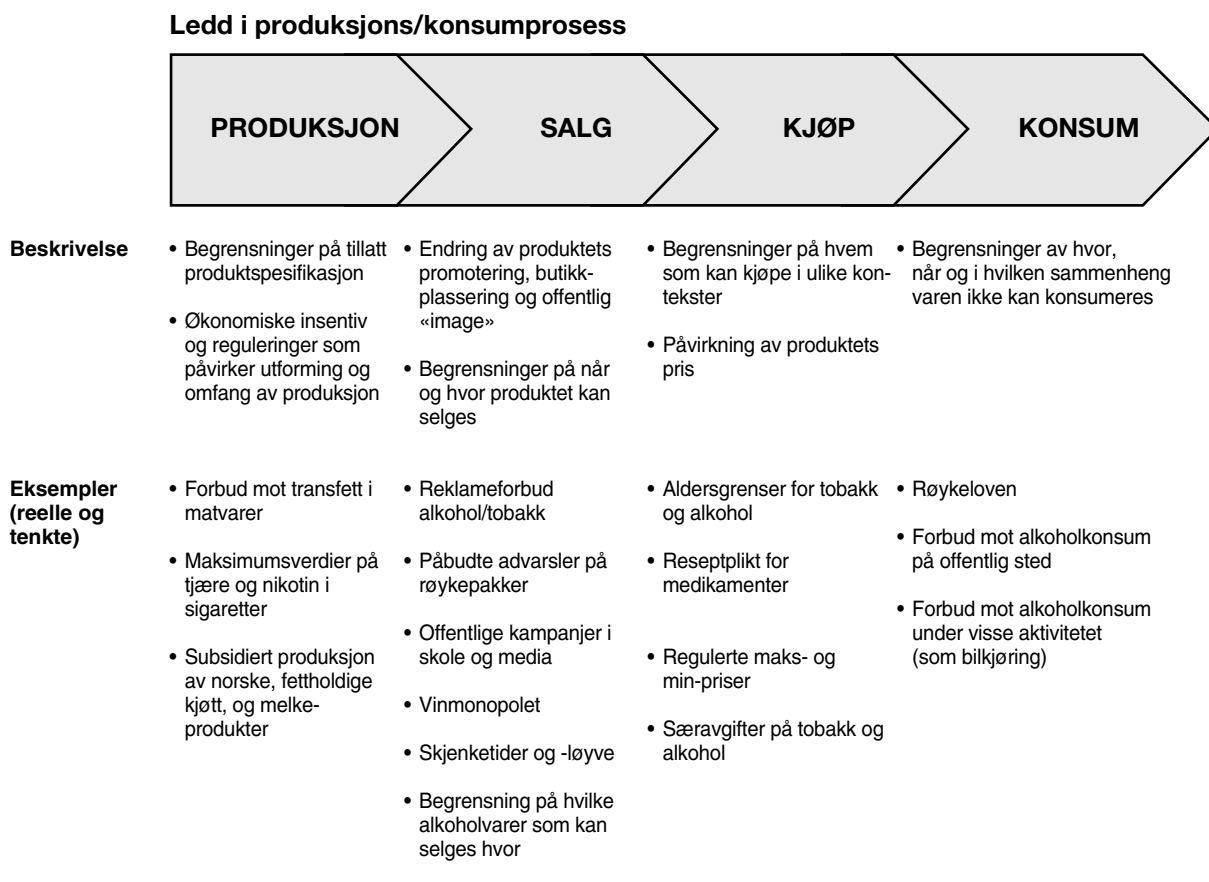 Ledd i produksjons/konsumprosess
PRODUKSJON
SALG
KJØP
KONSUM
Beskrivelse
• Begrensninger på tillatt
produktspesifikasjon
• Økonomiske insentiv
og reguleringer som
påvirker utforming og
omfang av produksjon
• Endring av produktets
promotering, butikk-
plassering og offentlig
«image»
• Begrensninger på når
og hvor produktet kan
selges
• Begrensninger på hvem
som kan kjøpe i ulike kon-
tekster
• Påvirkning av produktets
pris
• Begrensninger av hvor,
når og i hvilken sammenheng
varen ikke kan konsumeres
Eksempler
(reelle og
tenkte)
• Forbud mot transfett i
matvarer
• Maksimumsverdier på
tjære og nikotin i
sigaretter
• Subsidiert produksjon
av norske, fettholdige
kjøtt, og melke-
produkter
• Reklameforbud
alkohol/tobakk
• Påbudte advarsler på
røykepakker
• Offentlige kampanjer i
skole og media
• Vinmonopolet
• Skjenketider og -løyve
• Begrensning på hvilke
alkoholvarer som kan
selges hvor
• Aldersgrenser for tobakk
og alkohol
• Reseptplikt for
medikamenter
• Regulerte maks- og
min-priser
• Særavgifter på tobakk og
alkohol
• Røykeloven
• Forbud mot alkoholkonsum
på offentlig sted
• Forbud mot alkoholkonsum
under visse aktivitetet
(som bilkjøring)